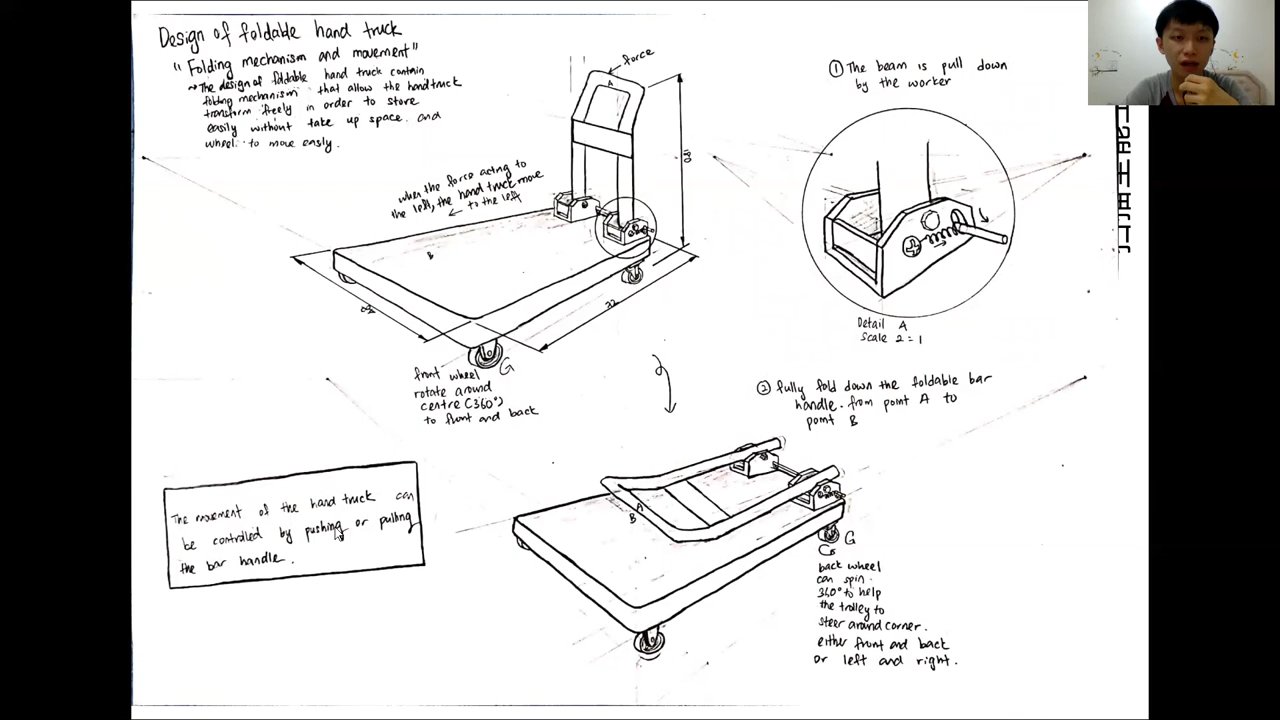 Design of foldable hand truck
"Folding mechanism and movement"
→ The design of foldable hand truck contain
folding mechanism that allow the handtruck
transform freely in order to store
easily without take up space. and
wheel to move easily.
force
A
when the force acting to
the left, the hand truck move
← to the left
B
32
front wheel
rotate around
centre (360°)
to front and back
① The beam is pull down
by the worker
Detail A
Scale 2=1
② fully fold down the foldable bar
handle. from point A to
point B
The movement of the hand truck can
be controlled by pushing or pulling
the bar handle.
A
B
back wheel
can spin.
360° to help
the trolley to
steer around corner.
either front and back
or left and right.